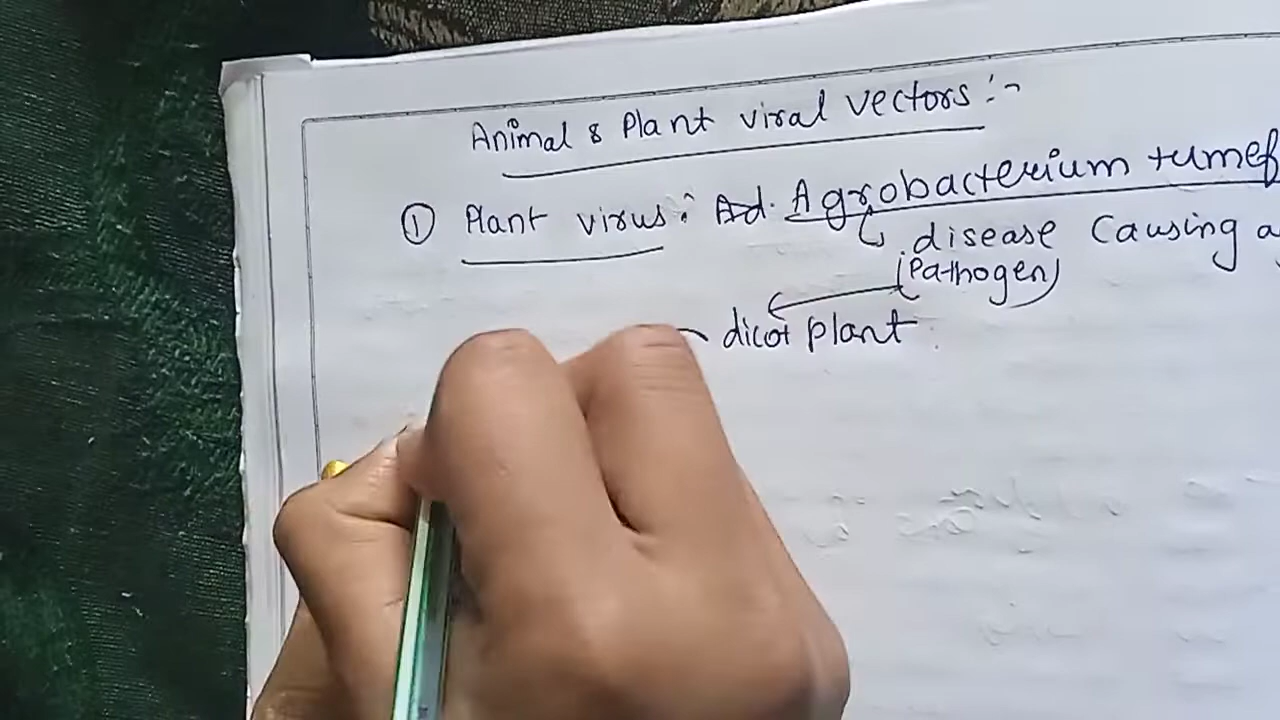 Animal & Plant viral vectors :-
① Plant virus : Ad. Agrobacterium tumef
↳ disease Causing a
(Pathogen)
dicot plant